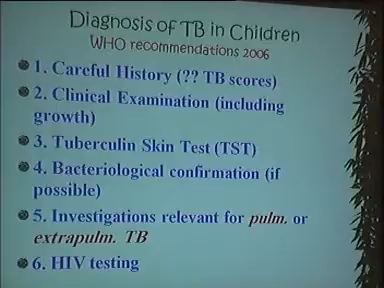 Diagnosis of TB in Children
WHO recommendations 2006
1. Careful History (?? TB scores)
2. Clinical Examination (including
growth)
3. Tuberculin Skin Test (TST)
4. Bacteriological confirmation (if
possible)
5. Investigations relevant for pulm. or
extrapulm. TB
6. HIV testing